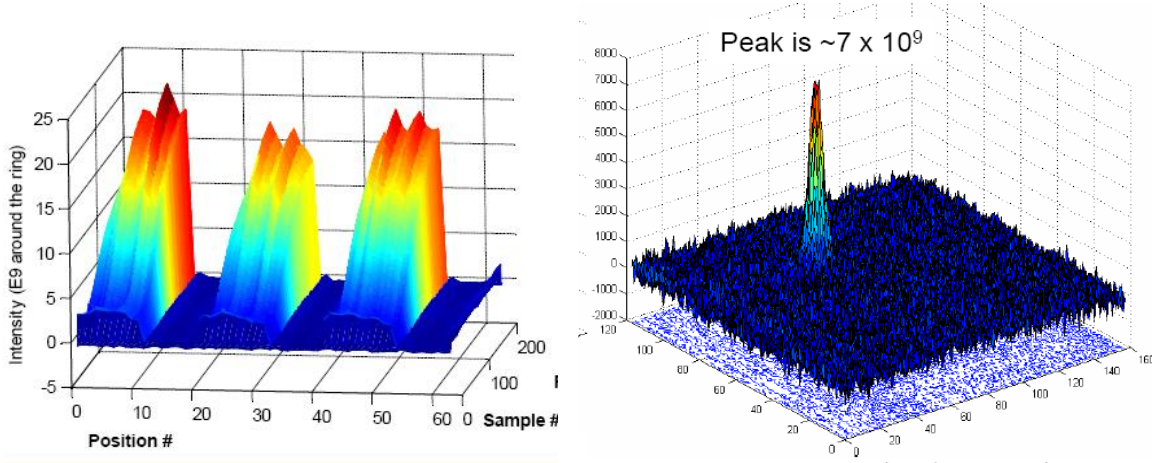 25
20
15
10
5
0
-5
Intensity (E9 around the ring)
0 10 20 30 40 50 60
Position #
0 100 200
Sample #
Peak is ~7 x 10⁹
8000
7000
6000
5000
4000
3000
2000
1000
0
-1000
-2000
120 100 80 60 40 20 0
0 20 40 60 80 100 120 140 160